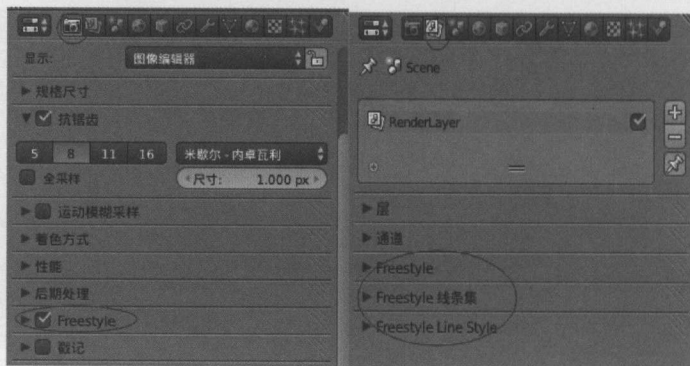 显示:
图像编辑器
规格尺寸
抗锯齿
5 8 11 16
米歇尔 - 内卓瓦利
全采样
尺寸: 1.000 px
运动模糊采样
着色方式
性能
后期处理
Freestyle
戳记
Scene
RenderLayer
层
通道
Freestyle
Freestyle 线条集
Freestyle Line Style